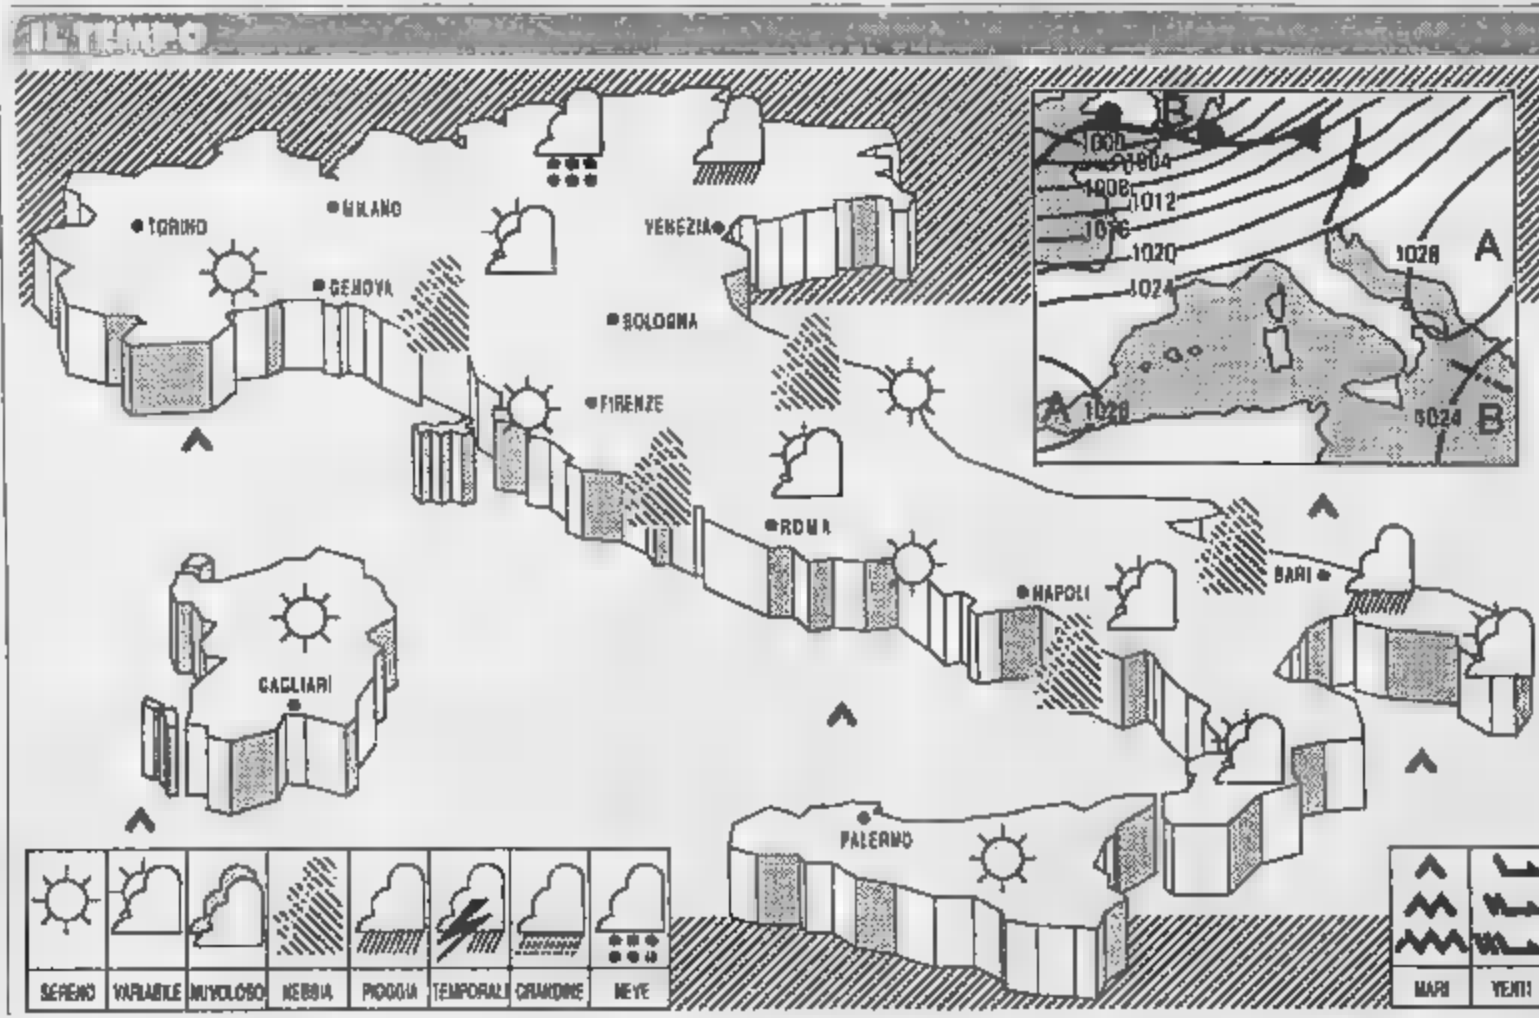 IL TEMPO
B
1000
1004
1008
1012
1016
1020
1024
1028
A
A
1028
1024
B
MILANO
TORINO
VENEZIA
GENOVA
BOLOGNA
FIRENZE
ROMA
NAPOLI
BARI
CAGLIARI
PALERMO
SERENO VARIABILE NUVOLOSO NEBBIA PIOGGIA TEMPORALI GRANDINE NEVE
MARI VENTI